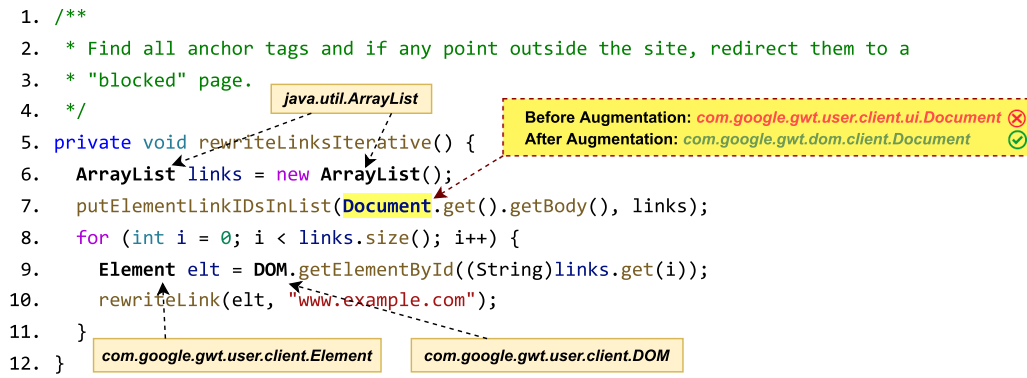 1. /**
2. * Find all anchor tags and if any point outside the site, redirect them to a
3. * "blocked" page.
java.util.ArrayList
4. */
Before Augmentation: com.google.gwt.user.client.ui.Document
After Augmentation: com.google.gwt.dom.client.Document
5. private void rewriteLinksIterative() {
6. ArrayList links = new ArrayList();
7. putElementLinkIDsInList(Document.get().getBody(), links);
8. for (int i = 0; i < links.size(); i++) {
9. Element elt = DOM.getElementById((String)links.get(i));
10. rewriteLink(elt, "www.example.com");
11. }
com.google.gwt.user.client.Element
com.google.gwt.user.client.DOM
12. }